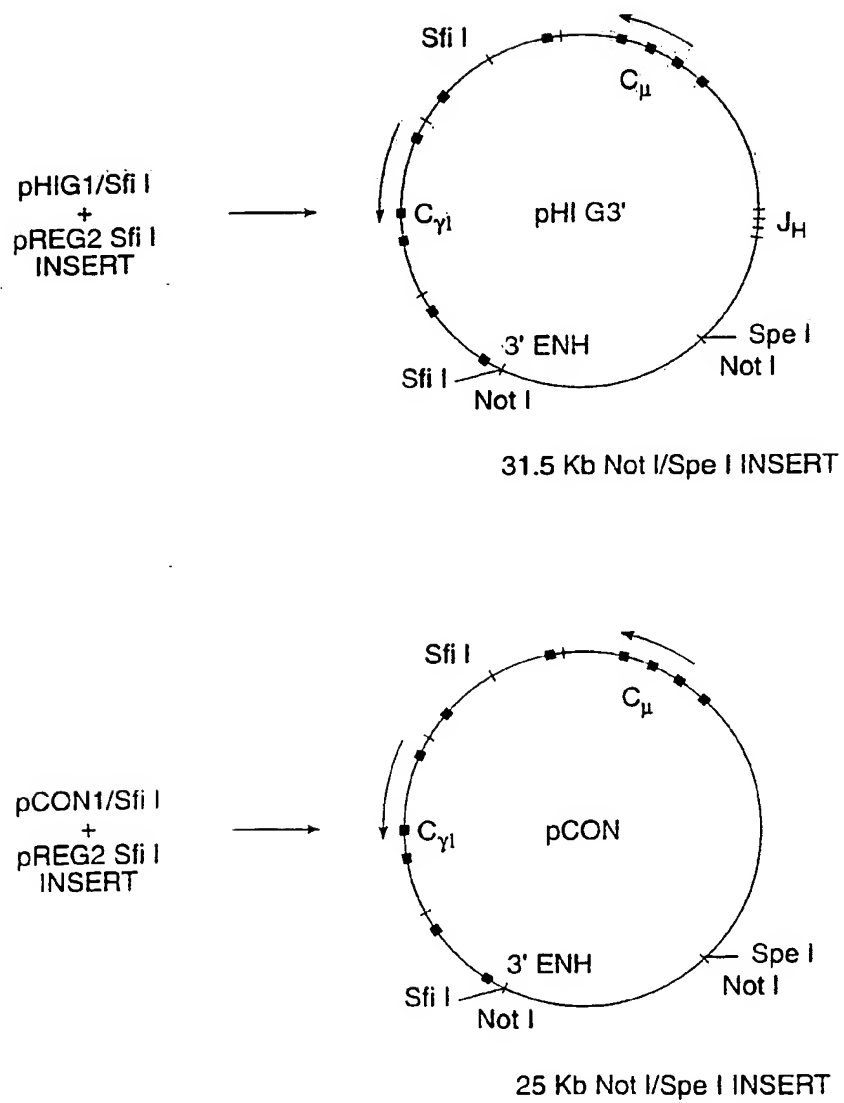 Sfi I
Cμ
pHIG1/Sfi I
+
pREG2 Sfi I
INSERT
Cγ1
pHI G3'
JH
3' ENH
Spe I
Sfi I
Not I
Not I
31.5 Kb Not I/Spe I INSERT
Sfi I
Cμ
pCON1/Sfi I
+
pREG2 Sfi I
INSERT
Cγ1
pCON
3' ENH
Spe I
Sfi I
Not I
Not I
25 Kb Not I/Spe I INSERT